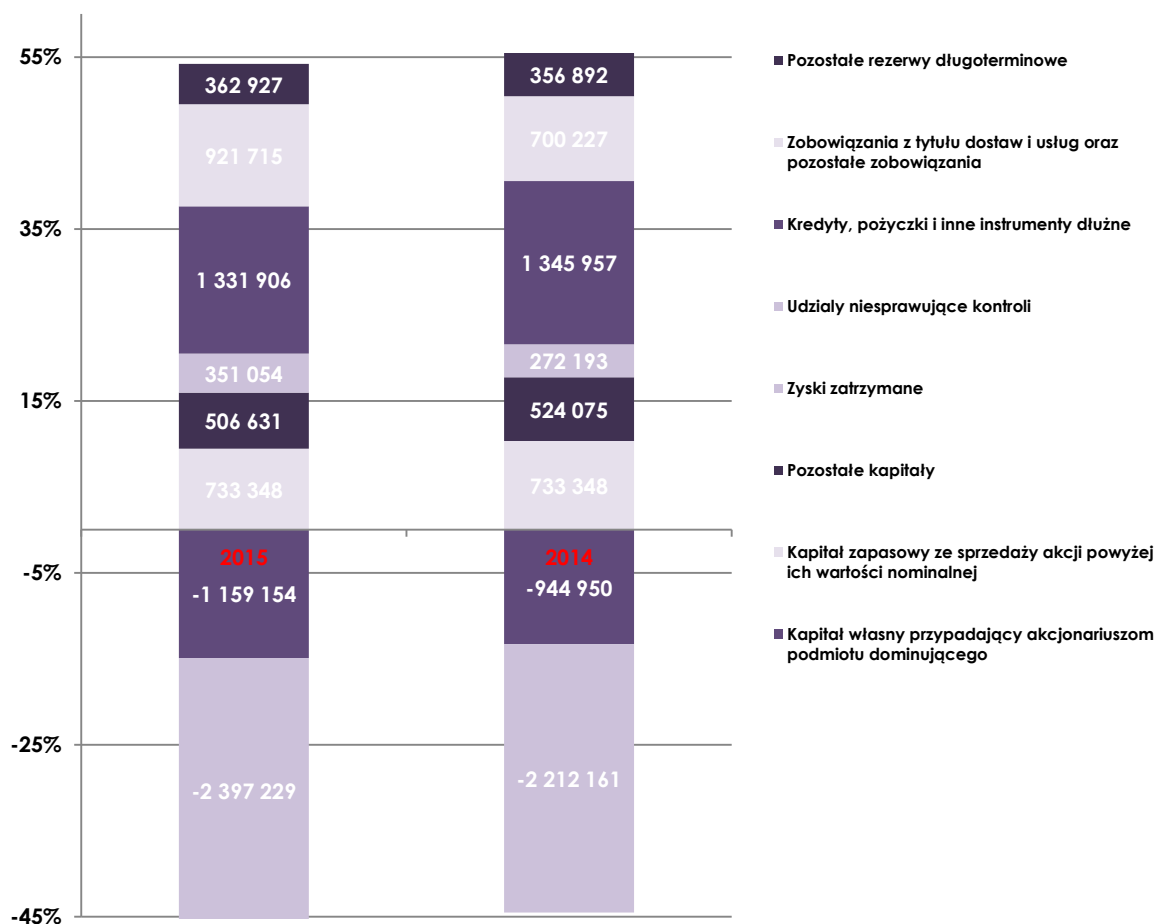 55%
35%
15%
-5%
-25%
-45%
362 927
921 715
1 331 906
351 054
506 631
733 348
2015
-1 159 154
-2 397 229
356 892
700 227
1 345 957
272 193
524 075
733 348
2014
-944 950
-2 212 161
Pozostałe rezerwy długoterminowe
Zobowiązania z tytułu dostaw i usług oraz
pozostałe zobowiązania
Kredyty, pożyczki i inne instrumenty dłużne
Udzialy niesprawujące kontroli
Zyski zatrzymane
Pozostałe kapitały
Kapitał zapasowy ze sprzedaży akcji powyżej
ich wartości nominalnej
Kapitał własny przypadający akcjonariuszom
podmiotu dominującego